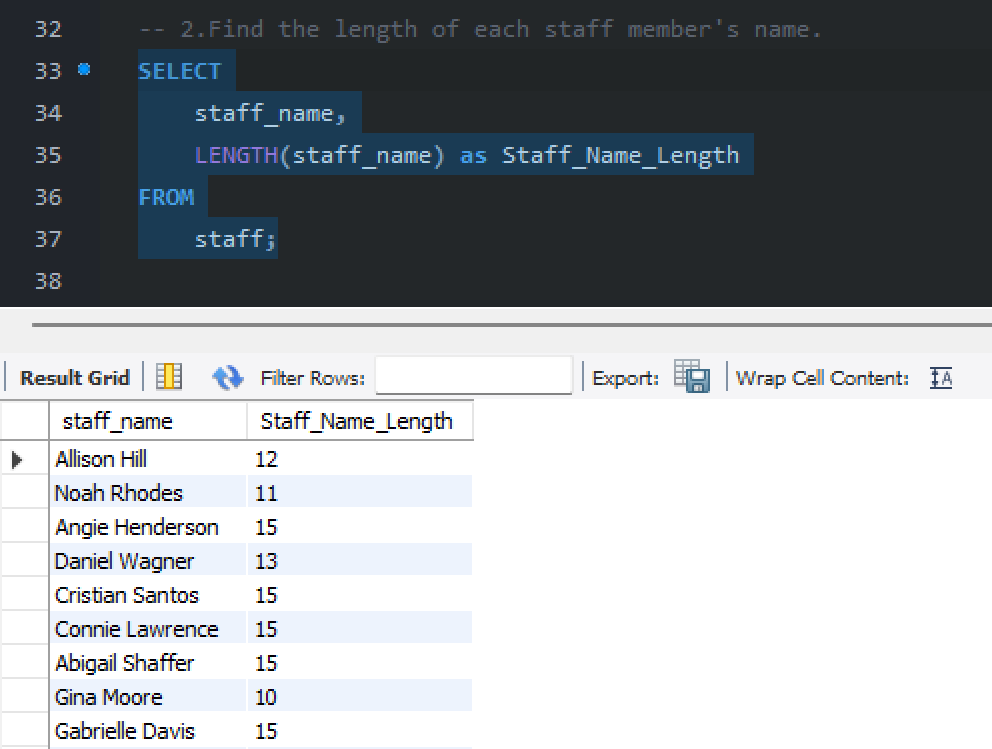 32 -- 2.Find the length of each staff member's name.
33 SELECT
34 staff_name,
35 LENGTH(staff_name) as Staff_Name_Length
36 FROM
37 staff;
38
Result Grid Filter Rows: Export: Wrap Cell Content: IA
staff_name Staff_Name_Length
Allison Hill 12
Noah Rhodes 11
Angie Henderson 15
Daniel Wagner 13
Cristian Santos 15
Connie Lawrence 15
Abigail Shaffer 15
Gina Moore 10
Gabrielle Davis 15